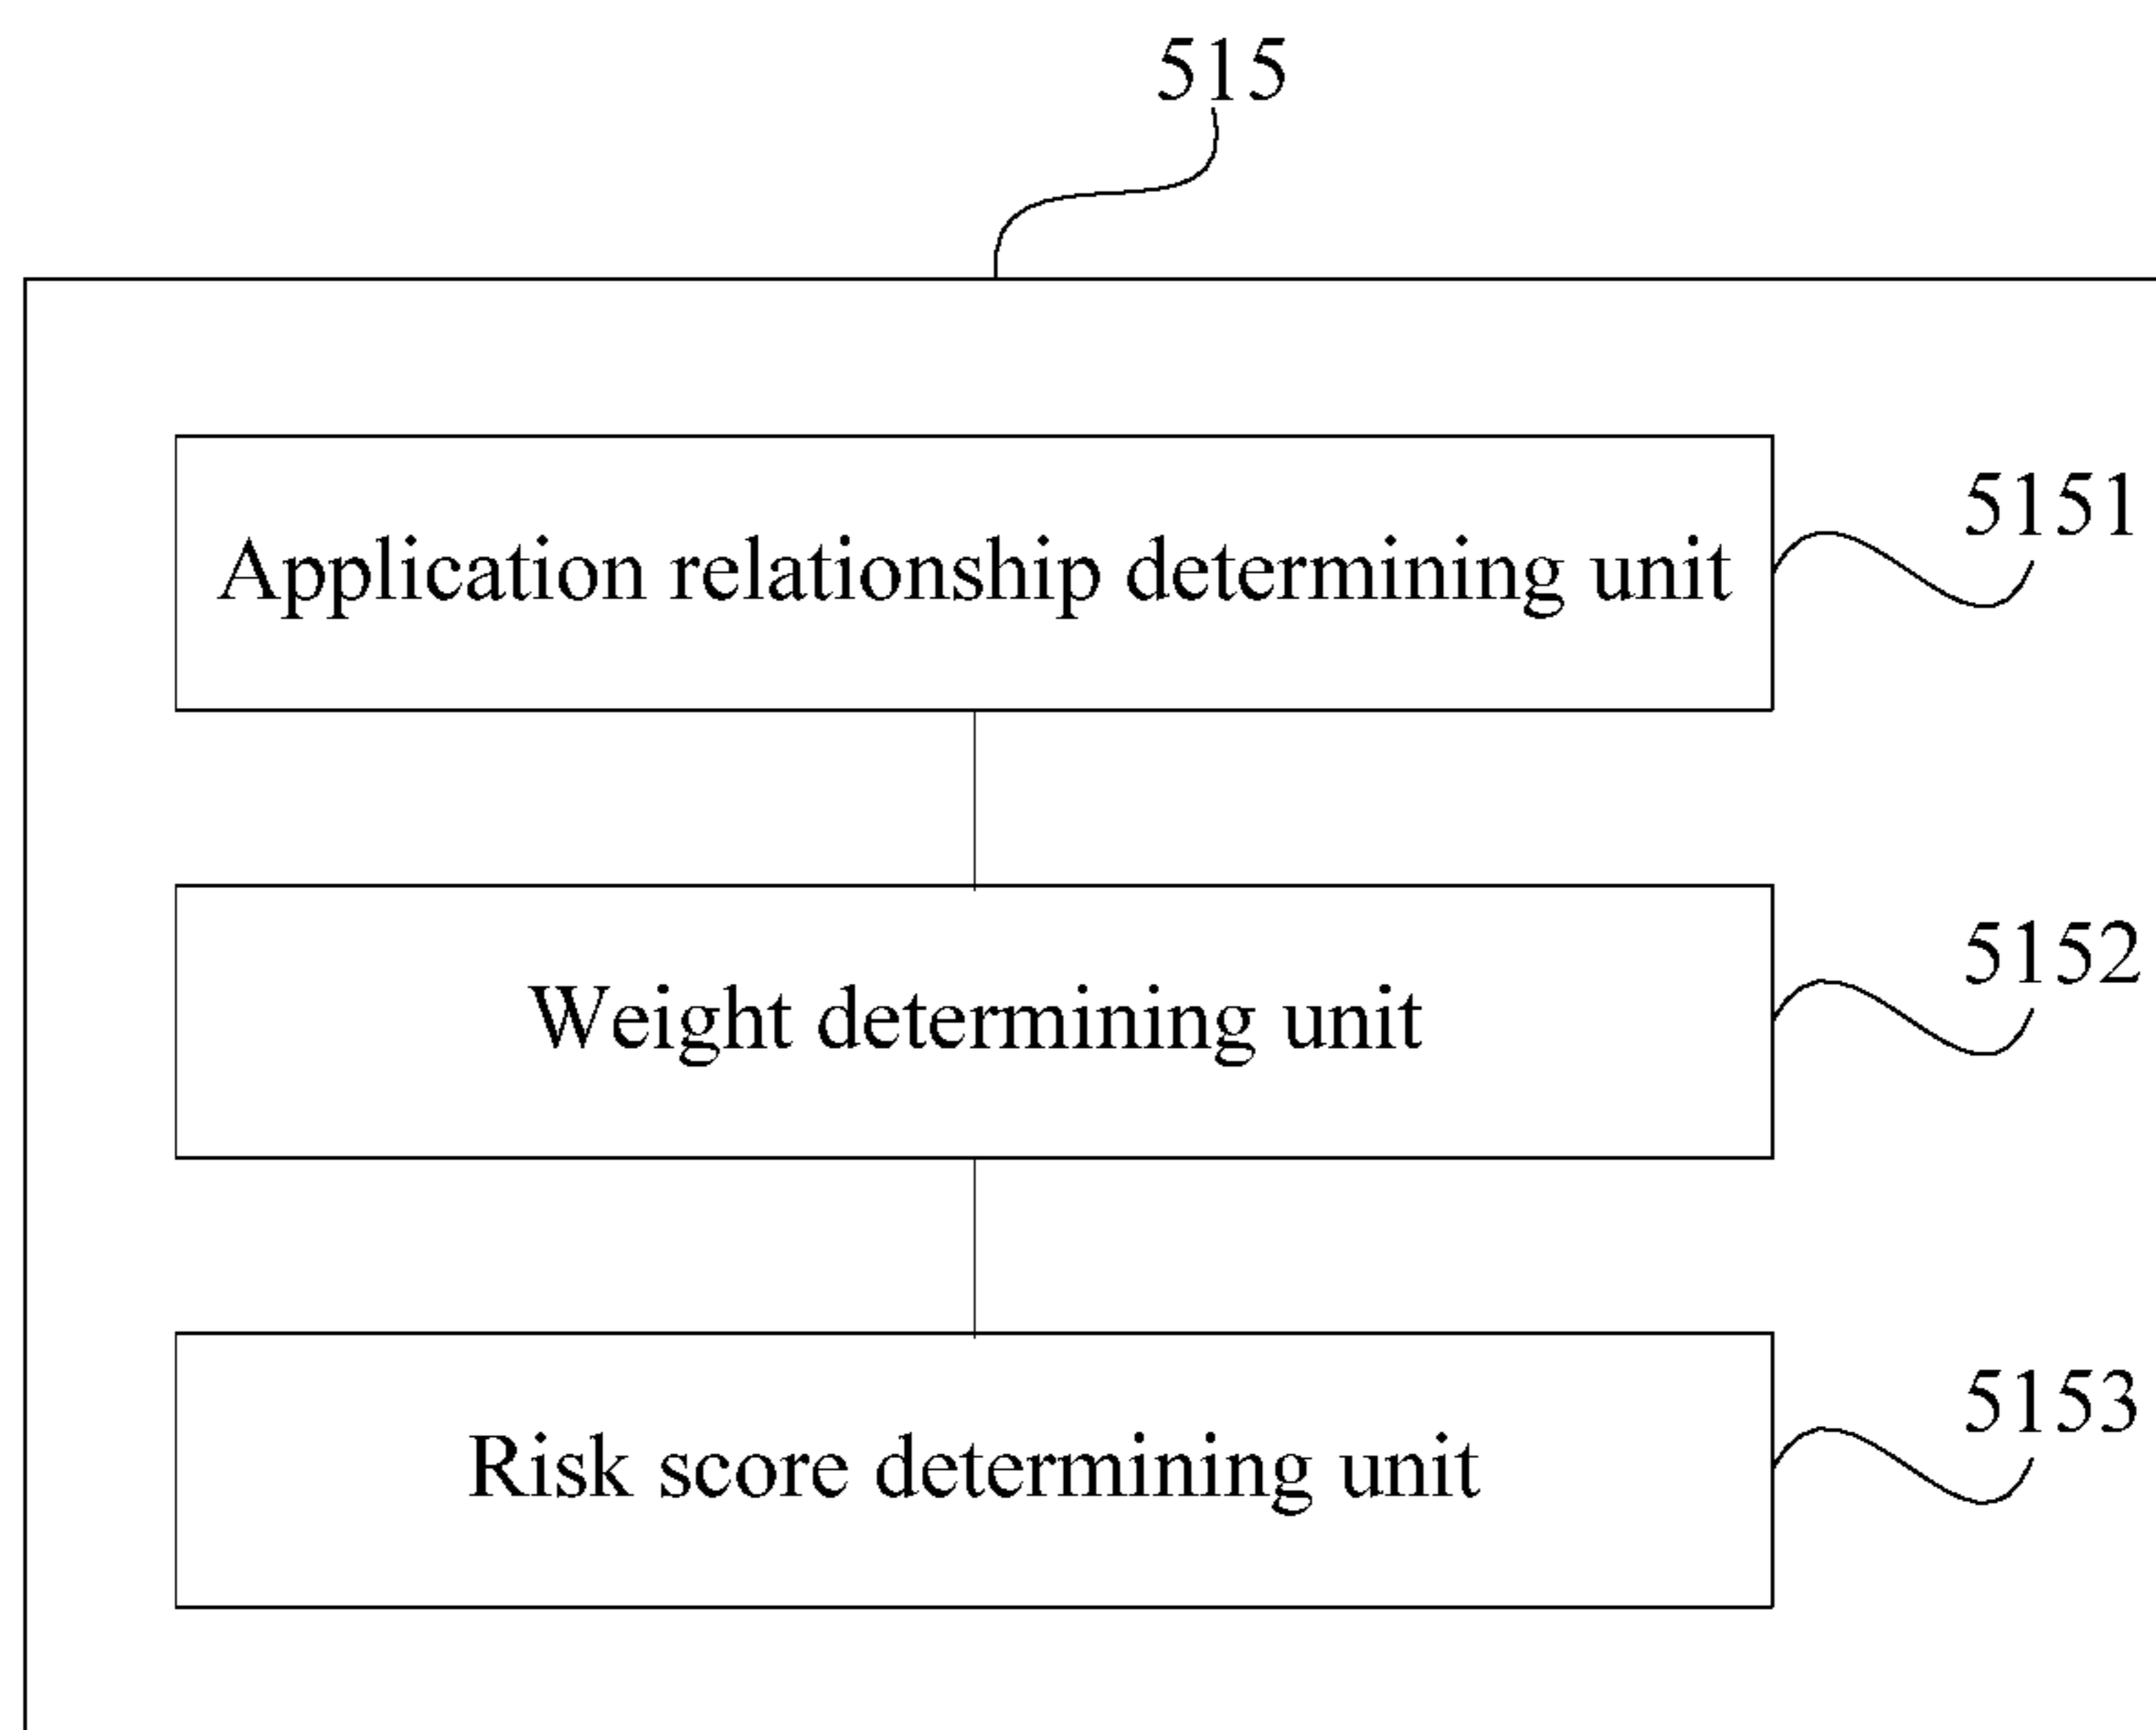 515
5151
Application relationship determining unit
5152
Weight determining unit
5153
Risk score determining unit